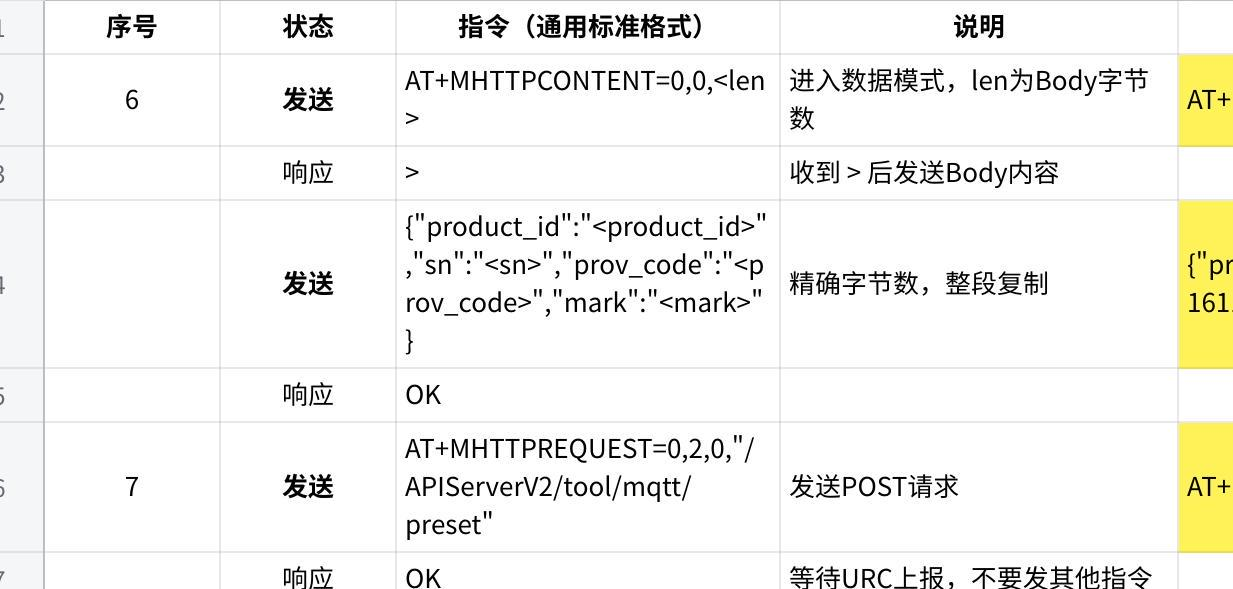 序号 状态 指令（通用标准格式） 说明
6 发送 AT+MHTTPCONTENT=0,0,<len
> 进入数据模式，len为Body字节
数 AT+
响应 > 收到 > 后发送Body内容
发送 {"product_id":"<product_id>"
,"sn":"<sn>","prov_code":"<p
rov_code>","mark":"<mark>"
} 精确字节数，整段复制 {"pr
161
响应 OK
7 发送 AT+MHTTPREQUEST=0,2,0,"/
APIServerV2/tool/mqtt/
preset" 发送POST请求 AT+
响应 OK 等待URC上报，不要发其他指令